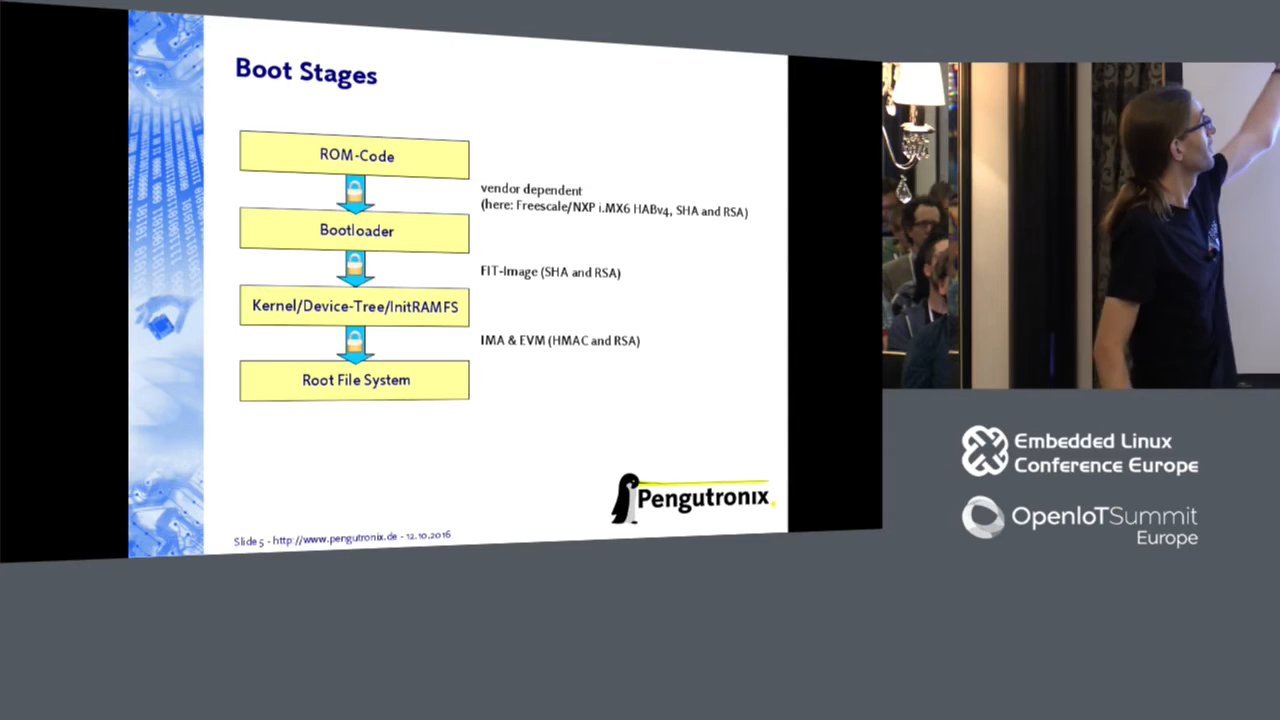 Boot Stages
ROM-Code
vendor dependent
(here: Freescale/NXP i.MX6 HABv4, SHA and RSA)
Bootloader
FIT-Image (SHA and RSA)
Kernel/Device-Tree/InitRAMFS
IMA & EVM (HMAC and RSA)
Root File System
Pengutronix.
Slide 5 - http://www.pengutronix.de - 12.10.2016
Embedded Linux
Conference Europe
OpenIoTSummit
Europe